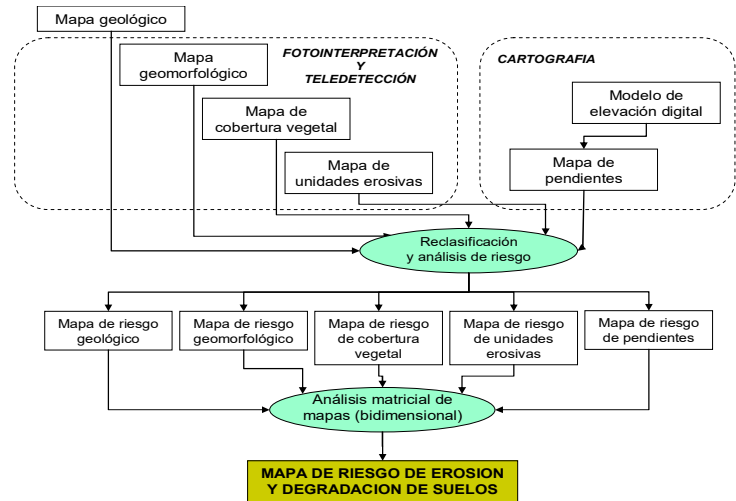 Mapa geológico
FOTOINTERPRETACIÓN
Y
TELEDETECCIÓN
CARTOGRAFIA
Mapa
geomorfológico
Mapa de
cobertura vegetal
Mapa de
unidades erosivas
Modelo de
elevación digital
Mapa de
pendientes
Reclasificación
y análisis de riesgo
Mapa de riesgo
geológico
Mapa de riesgo
geomorfológico
Mapa de riesgo
de cobertura
vegetal
Mapa de riesgo
de unidades
erosivas
Mapa de riesgo
de pendientes
Análisis matricial de
mapas (bidimensional)
MAPA DE RIESGO DE EROSION
Y DEGRADACION DE SUELOS